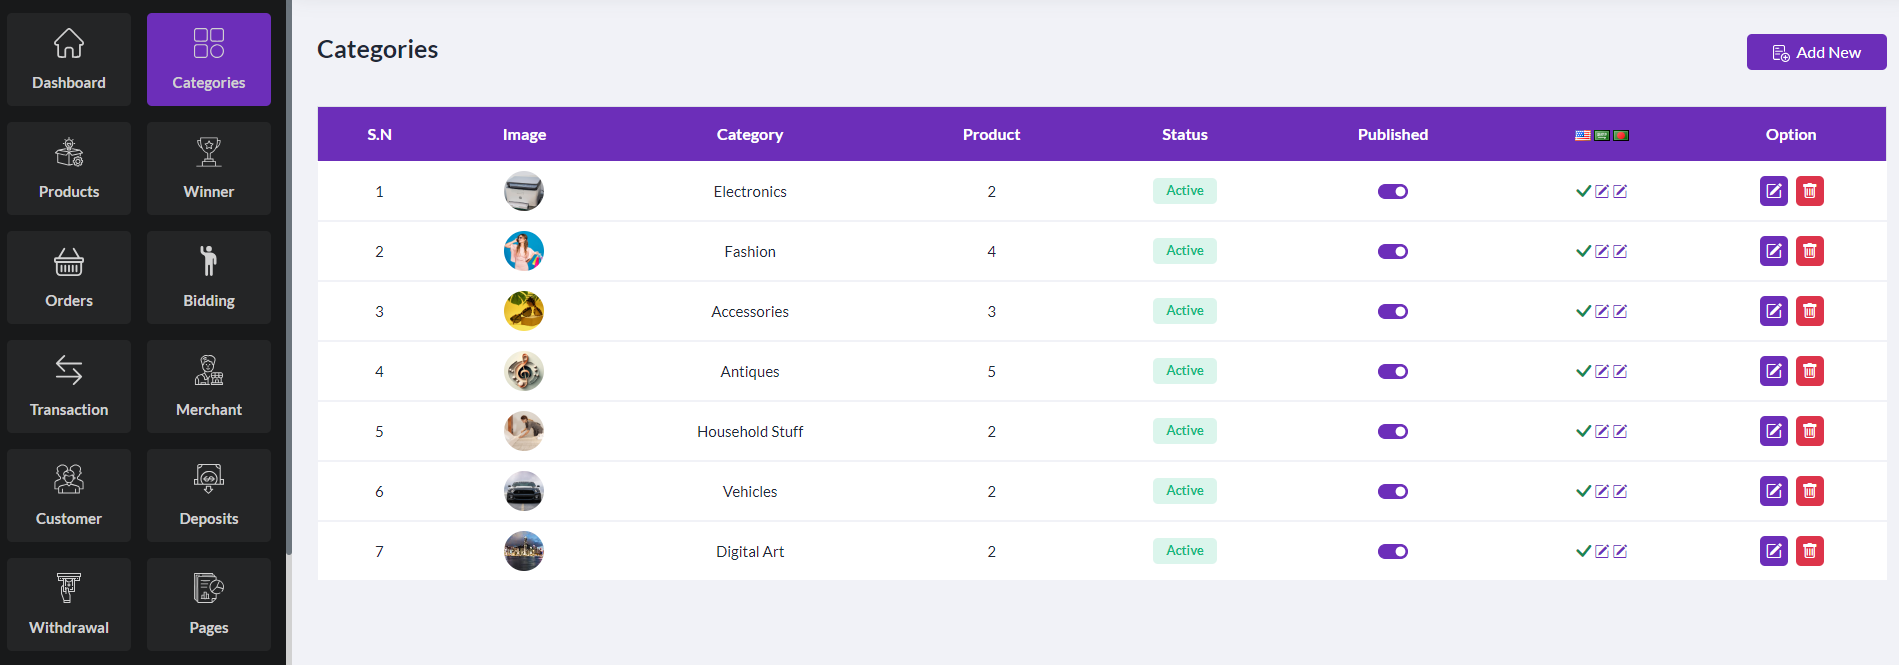 Dashboard
Categories
Products
Winner
Orders
Bidding
Transaction
Merchant
Customer
Deposits
Withdrawal
Pages
Categories
Add New
S.N Image Category Product Status Published Option
1 Electronics 2 Active
2 Fashion 4 Active
3 Accessories 3 Active
4 Antiques 5 Active
5 Household Stuff 2 Active
6 Vehicles 2 Active
7 Digital Art 2 Active